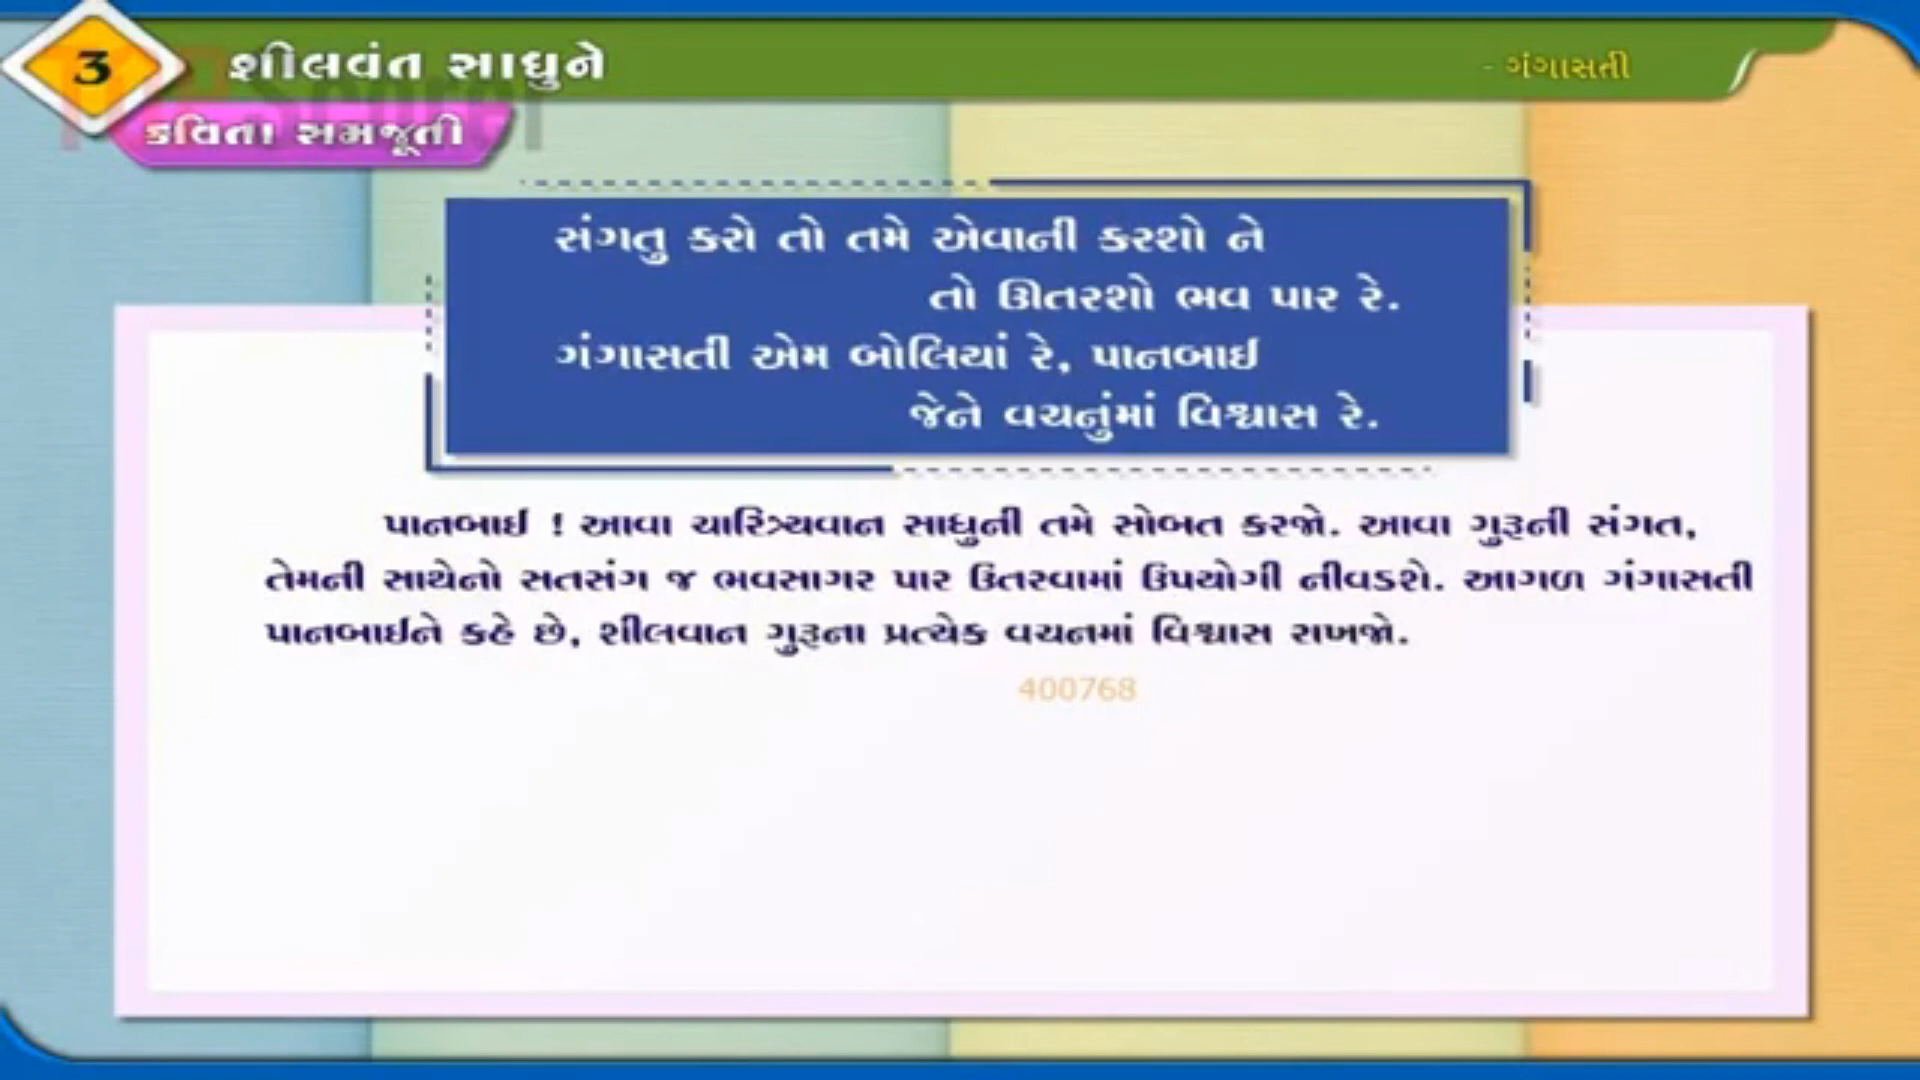 3
શીલવંત સાધુને
- ગંગાસતી
કવિતા સમજૂતી
સંગતુ કરો તો તમે એવાની કરશો ને
તો ઊતરશો ભવ પાર રે.
ગંગાસતી એમ બોલિયાં રે, પાનબાઈ
જેને વચનુંમાં વિશ્વાસ રે.
પાનબાઈ ! આવા ચારિત્ર્યવાન સાધુની તમે સોબત કરજો. આવા ગુરૂની સંગત,
તેમની સાથેનો સતસંગ જ ભવસાગર પાર ઉતરવામાં ઉપયોગી નીવડશે. આગળ ગંગાસતી
પાનબાઈને કહે છે, શીલવાન ગુરૂના પ્રત્યેક વચનમાં વિશ્વાસ રાખજો.
400768